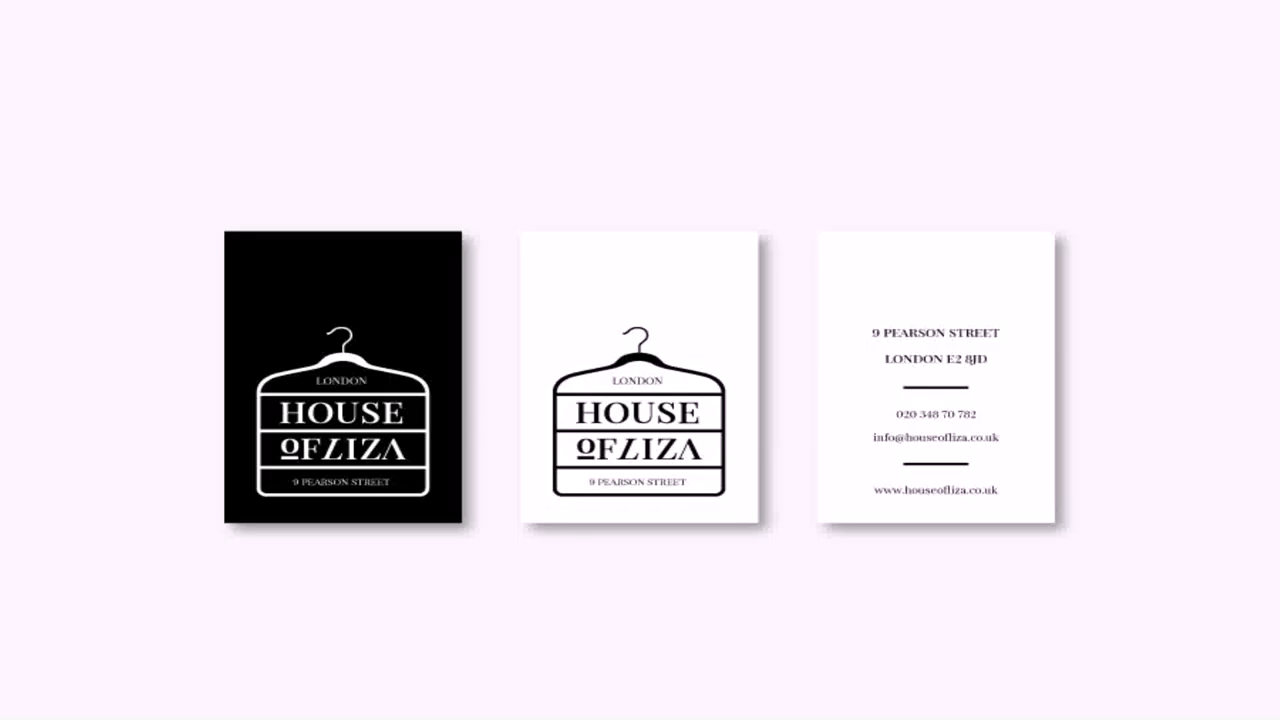 LONDON
HOUSE
OFLIZA
9 PEARSON STREET
LONDON
HOUSE
OFLIZA
9 PEARSON STREET
9 PEARSON STREET
LONDON E2 8JD
020 348 70 782
info@houseofliza.co.uk
www.houseofliza.co.uk